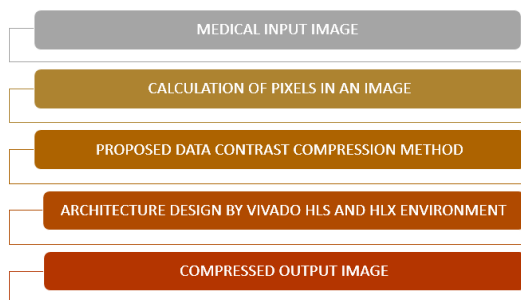 MEDICAL INPUT IMAGE
CALCULATION OF PIXELS IN AN IMAGE
PROPOSED DATA CONTRAST COMPRESSION METHOD
ARCHITECTURE DESIGN BY VIVADO HLS AND HLX ENVIRONMENT
COMPRESSED OUTPUT IMAGE